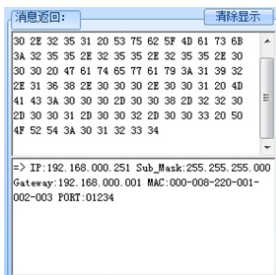 消息返回:
清除显示
30 2E 32 35 31 20 53 75 62 5F 4D 61 73 6B
3A 32 35 35 2E 32 35 35 2E 32 35 35 2E 30
30 30 20 47 61 74 65 77 61 79 3A 31 39 32
2E 31 36 38 2E 30 30 30 2E 30 30 31 20 4D
41 43 3A 30 30 30 2D 30 30 38 2D 32 32 30
2D 30 30 31 2D 30 30 32 2D 30 30 33 20 50
4F 52 54 3A 30 31 32 33 34
=> IP:192.168.000.251 Sub_Mask:255.255.255.000
Gateway:192.168.000.001 MAC:000-008-220-001-
002-003 PORT:01234